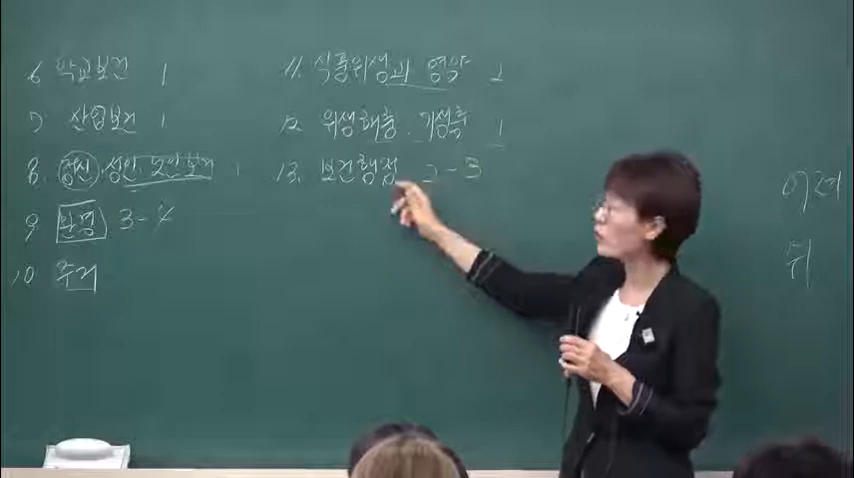 6 학교보건 1
7 산업보건 1
8. 정신, 성인.노인보건 1
9 환경 3-4
10 주거
11. 식품위생과 영양 2
12. 위생해충.기생충 1
13. 보건행정 2-3